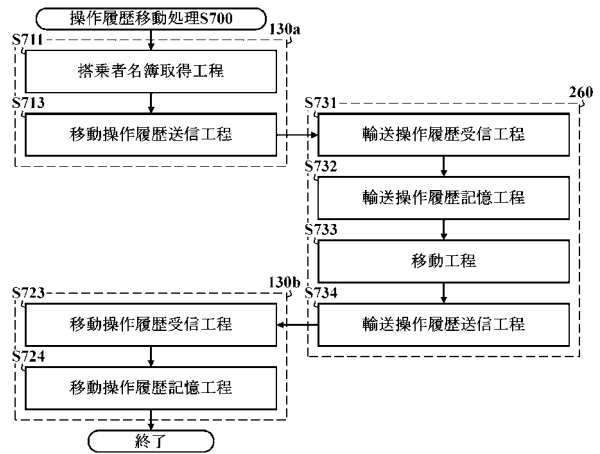 操作履歴移動処理S700
130a
S711
搭乗者名簿取得工程
S713
移動操作履歴送信工程
260
S731
輸送操作履歴受信工程
S732
輸送操作履歴記憶工程
S733
移動工程
S734
輸送操作履歴送信工程
130b
S723
移動操作履歴受信工程
S724
移動操作履歴記憶工程
終了